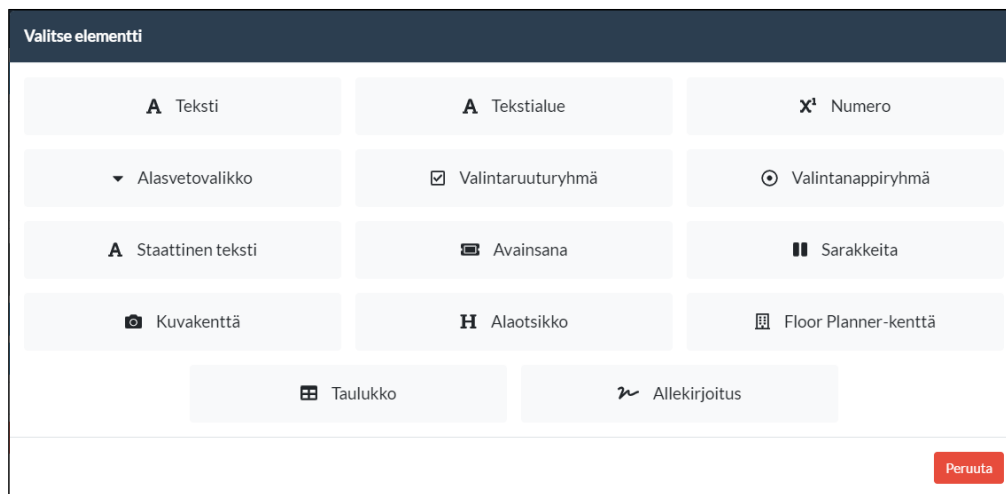 Valitse elementti
Teksti
Tekstialue
Numero
Alasvetovalikko
Valintaruuturyhmä
Valintanappiryhmä
Staattinen teksti
Avainsana
Sarakkeita
Kuvakenttä
Alaotsikko
Floor Planner-kenttä
Taulukko
Allekirjoitus
Peruuta